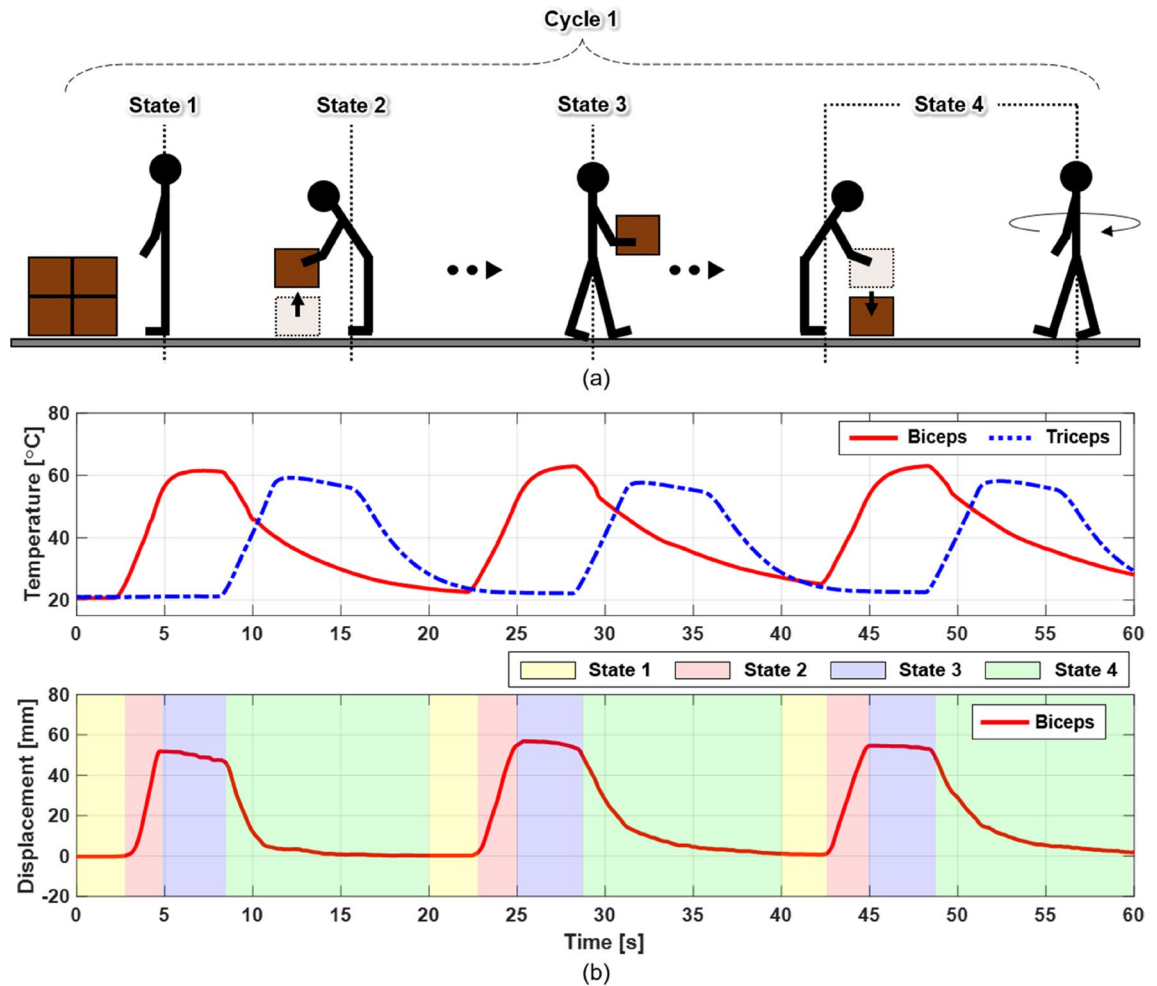 Cycle 1
State 1 State 2 State 3 State 4
(a)
80
60
40
20
Temperature [°C]
Biceps Triceps
0 5 10 15 20 25 30 35 40 45 50 55 60
State 1 State 2 State 3 State 4
80
60
40
20
0
-20
Displacement [mm]
Biceps
0 5 10 15 20 25 30 35 40 45 50 55 60
Time [s]
(b)